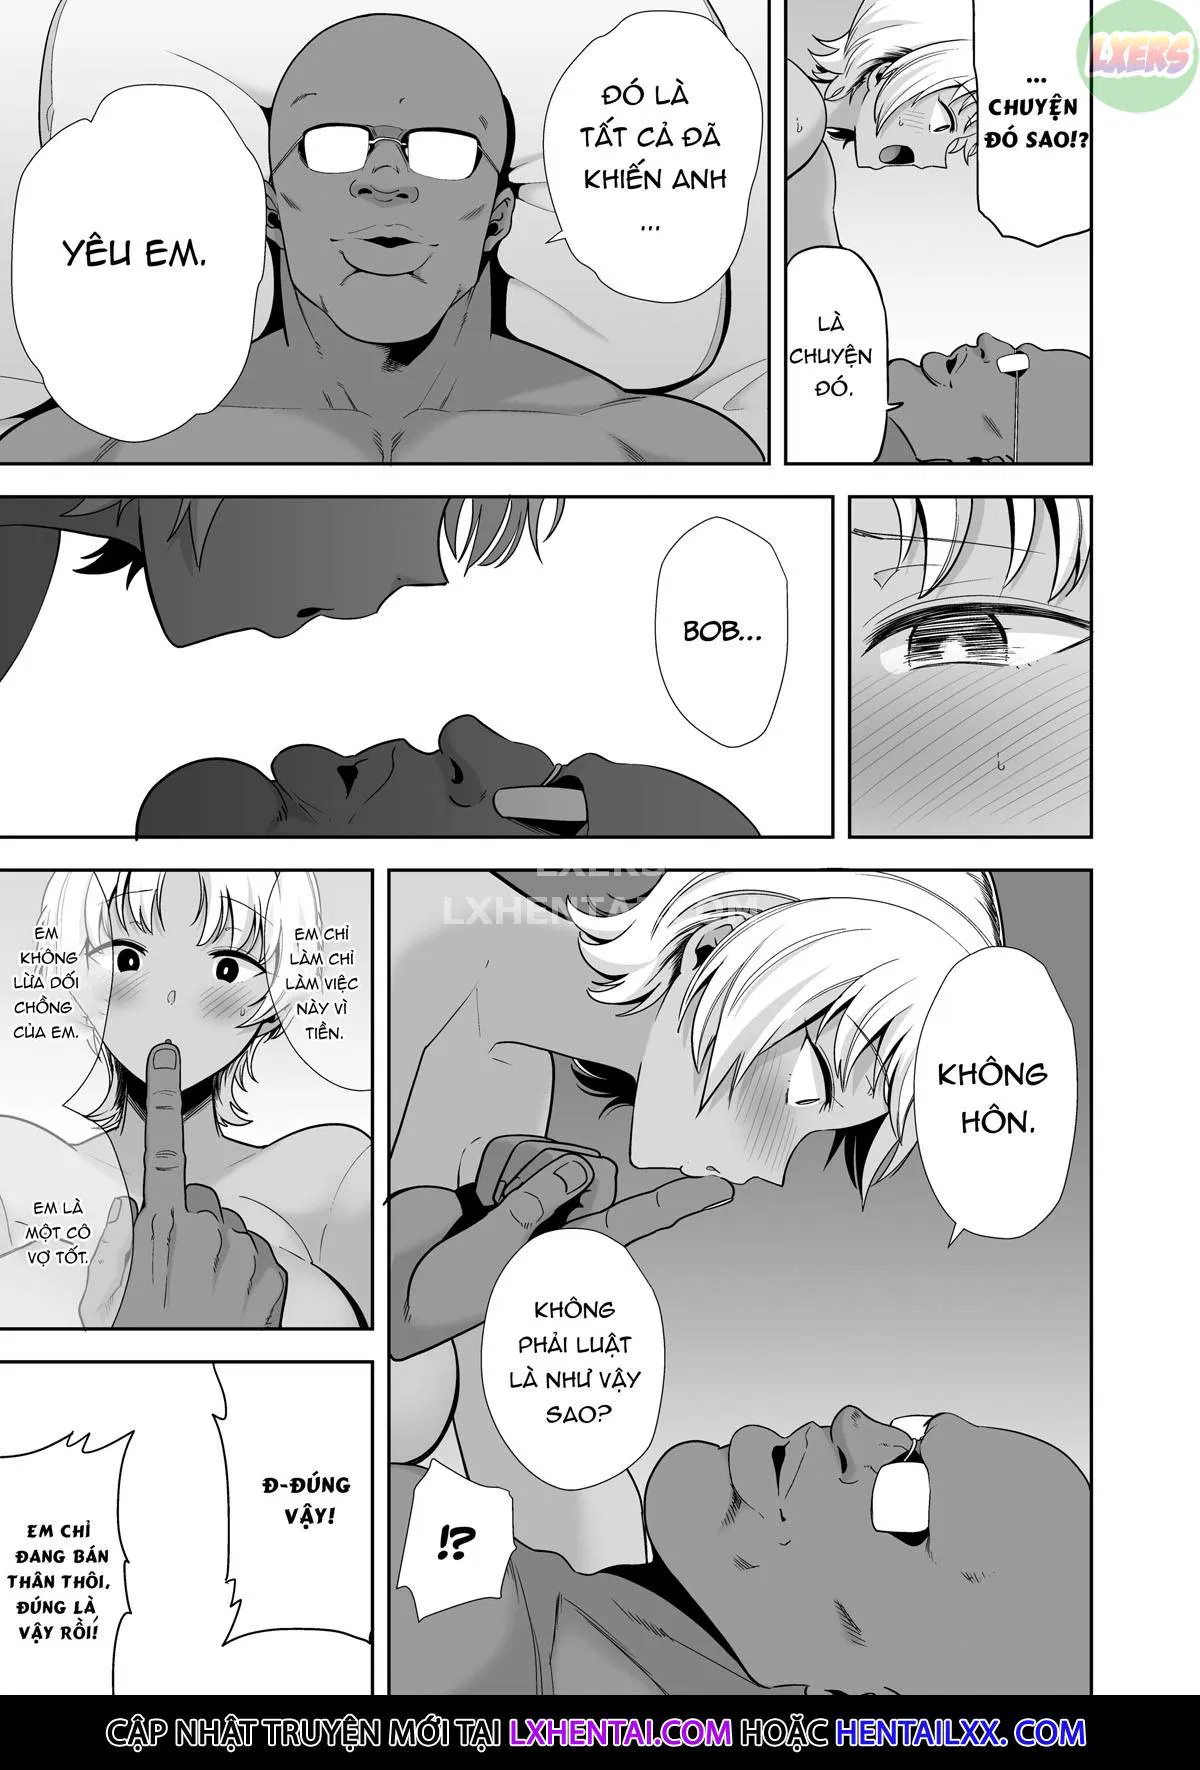 LXERS
...
CHUYỆN
ĐÓ SAO!?
LÀ
CHUYỆN
ĐÓ.
ĐÓ LÀ
TẤT CẢ ĐÃ
KHIẾN ANH
...
YÊU EM.
BOB...
LXERS
LXHENTAI.COM
KHÔNG
HÔN.
KHÔNG
PHẢI LUẬT
LÀ NHƯ VẬY
SAO?
!?
EM CHỈ
LÀM CHỈ
LÀM VIỆC
NÀY VÌ
TIỀN.
EM
KHÔNG
LỪA DỐI
CHỒNG
CỦA EM.
EM LÀ
MỘT CÔ
VỢ TỐT.
Đ-ĐÚNG
VẬY!
EM CHỈ
ĐANG BÁN
THÂN THÔI,
ĐÚNG LÀ
VẬY RỒI!
CẬP NHẬT TRUYỆN MỚI TẠI LXHENTAI.COM HOẶC HENTAILXX. COM